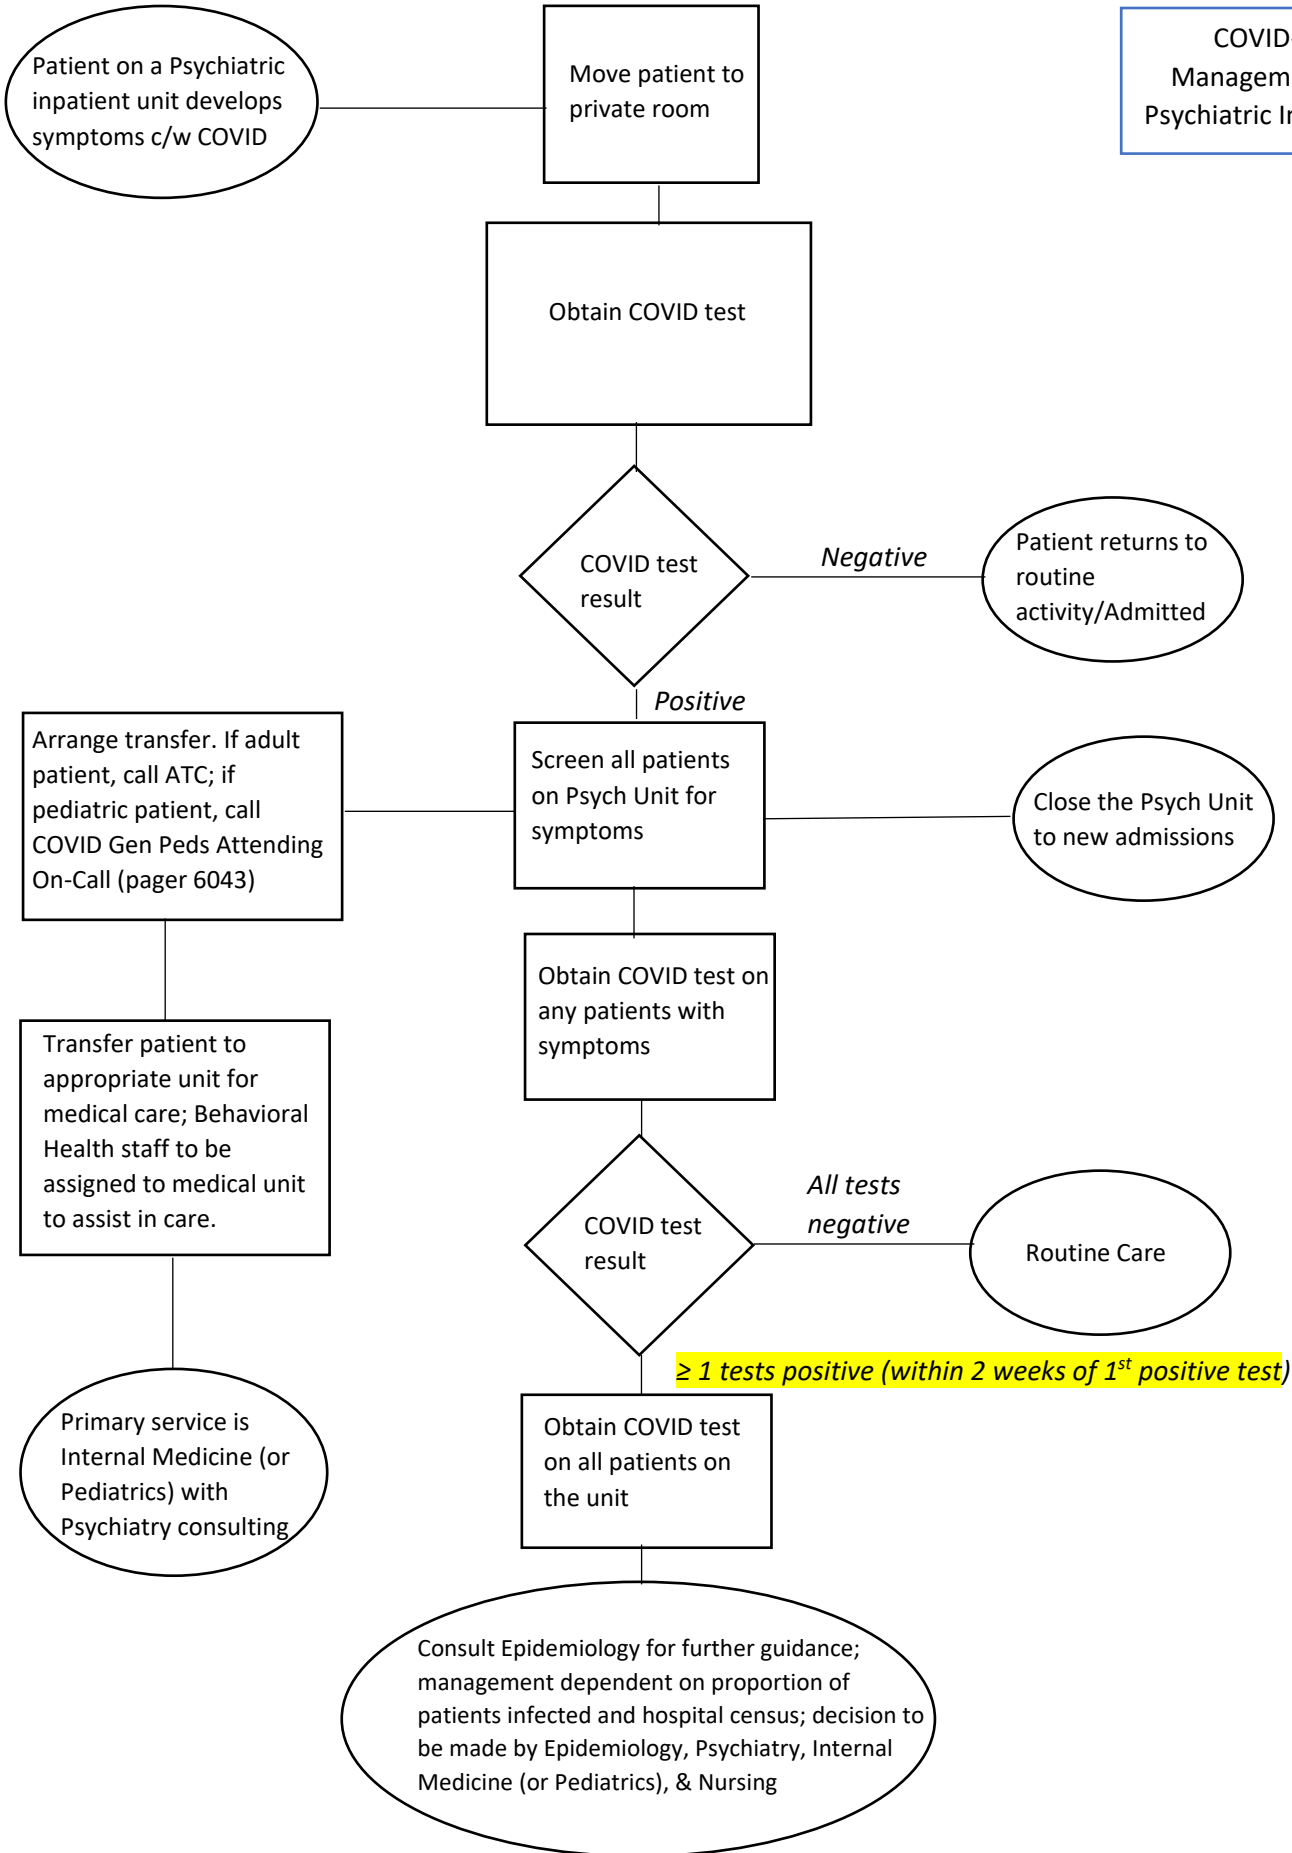 Patient on a Psychiatric
inpatient unit develops
symptoms c/w COVID
Move patient to
private room
COVID-
Managem
Psychiatric In
Obtain COVID test
COVID test
result
Negative
Patient returns to
routine
activity/Admitted
Positive
Arrange transfer. If adult
patient, call ATC; if
pediatric patient, call
COVID Gen Peds Attending
On-Call (pager 6043)
Screen all patients
on Psych Unit for
symptoms
Close the Psych Unit
to new admissions
Obtain COVID test on
any patients with
symptoms
Transfer patient to
appropriate unit for
medical care; Behavioral
Health staff to be
assigned to medical unit
to assist in care.
COVID test
result
All tests
negative
Routine Care
≥ 1 tests positive (within 2 weeks of 1st positive test)
Primary service is
Internal Medicine (or
Pediatrics) with
Psychiatry consulting
Obtain COVID test
on all patients on
the unit
Consult Epidemiology for further guidance;
management dependent on proportion of
patients infected and hospital census; decision to
be made by Epidemiology, Psychiatry, Internal
Medicine (or Pediatrics), & Nursing